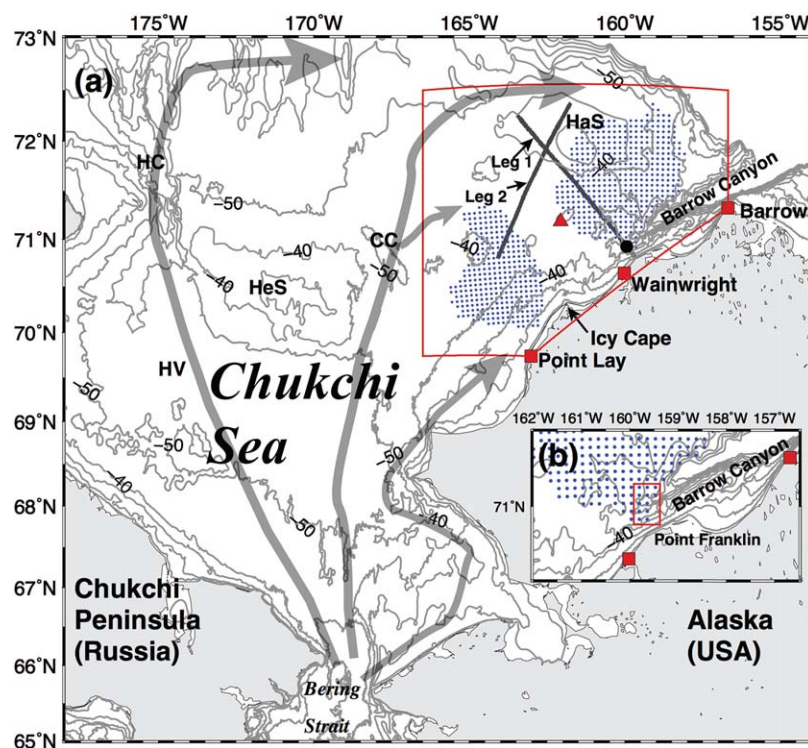 175°W
170°W
165°W
160°W
155°W
73°N
72°N
71°N
70°N
69°N
68°N
67°N
66°N
65°N
(a)
−50
−50
HaS
HC
Leg 1
−40
Leg 2
Barrow Canyon
Barrow
−50
CC
−50
−40
−40
−40
HeS
−40
Wainwright
Icy Cape
Point Lay
HV
Chukchi
Sea
−50
−50
−50
−40
−40
162°W
160°W
158°W
157°W
(b)
71°N
Barrow Canyon
−40
Point Franklin
Chukchi
Peninsula
(Russia)
Alaska
(USA)
Bering
Strait